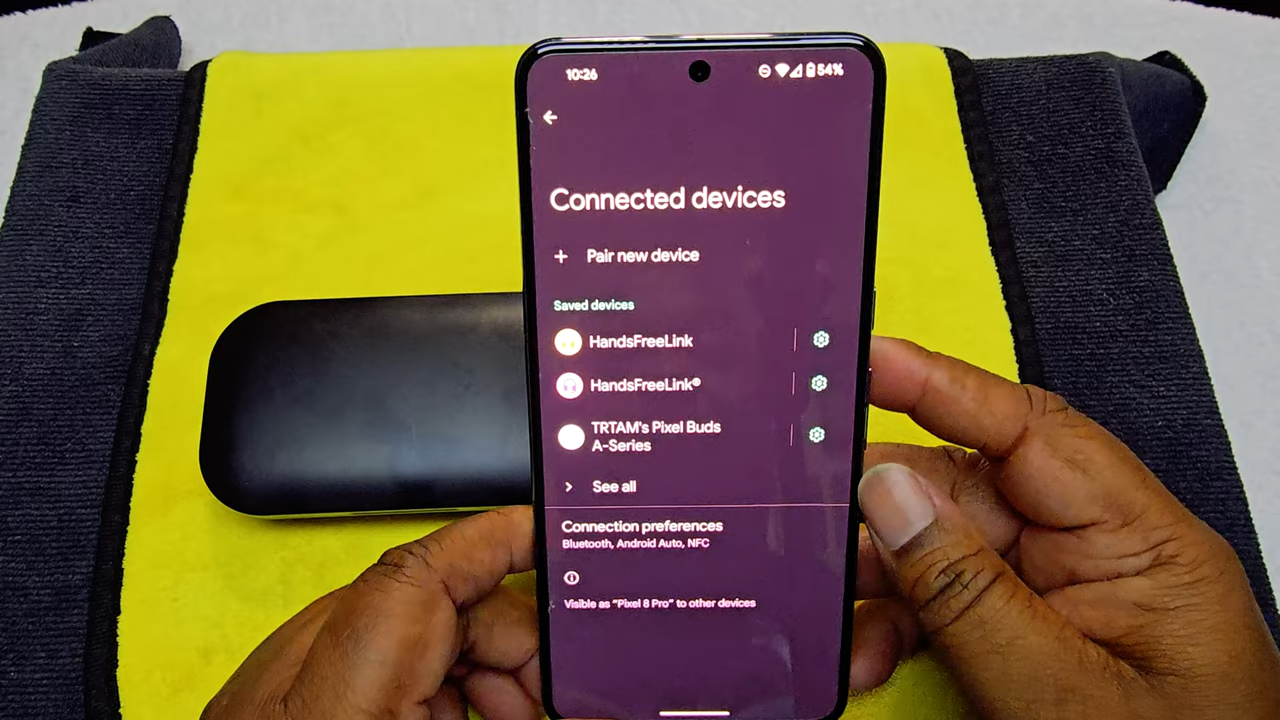 10:26
54%
Connected devices
Pair new device
Saved devices
HandsFreeLink
HandsFreeLink®
TRTAM's Pixel Buds
A-Series
See all
Connection preferences
Bluetooth, Android Auto, NFC
Visible as “Pixel 8 Pro” to other devices